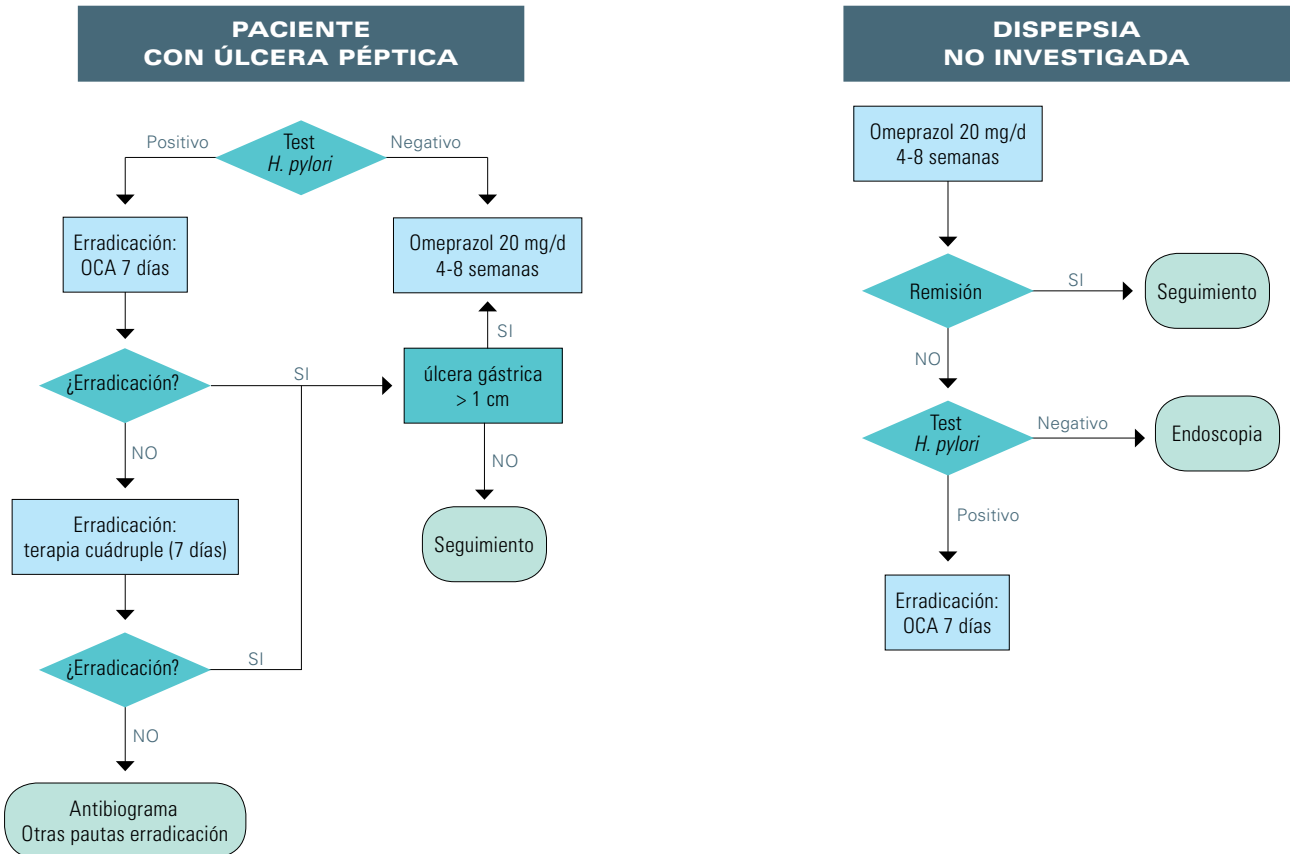 PACIENTE
CON ÚLCERA PÉPTICA
Positivo
Test
H. pylori
Negativo
Erradicación:
OCA 7 días
Omeprazol 20 mg/d
4-8 semanas
SI
¿Erradicación?
SI
úlcera gástrica
> 1 cm
NO
NO
Erradicación:
terapia cuádruple (7 días)
Seguimiento
¿Erradicación?
SI
NO
Antibiograma
Otras pautas erradicación
DISPEPSIA
NO INVESTIGADA
Omeprazol 20 mg/d
4-8 semanas
Remisión
SI
Seguimiento
NO
Test
H. pylori
Negativo
Endoscopia
Positivo
Erradicación:
OCA 7 días